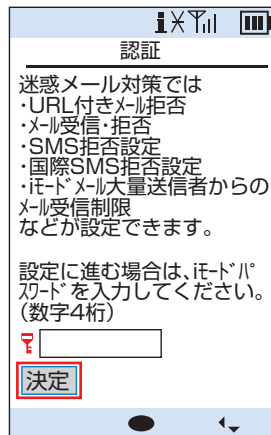 認証
迷惑メール対策では
・URL付きメール拒否
・メール受信・拒否
・SMS拒否設定
・国際SMS拒否設定
・iモードメール大量送信者からの
メール受信制限
などが設定できます。
設定に進む場合は、iモードパ
スワードを入力してください。
(数字4桁)
決定